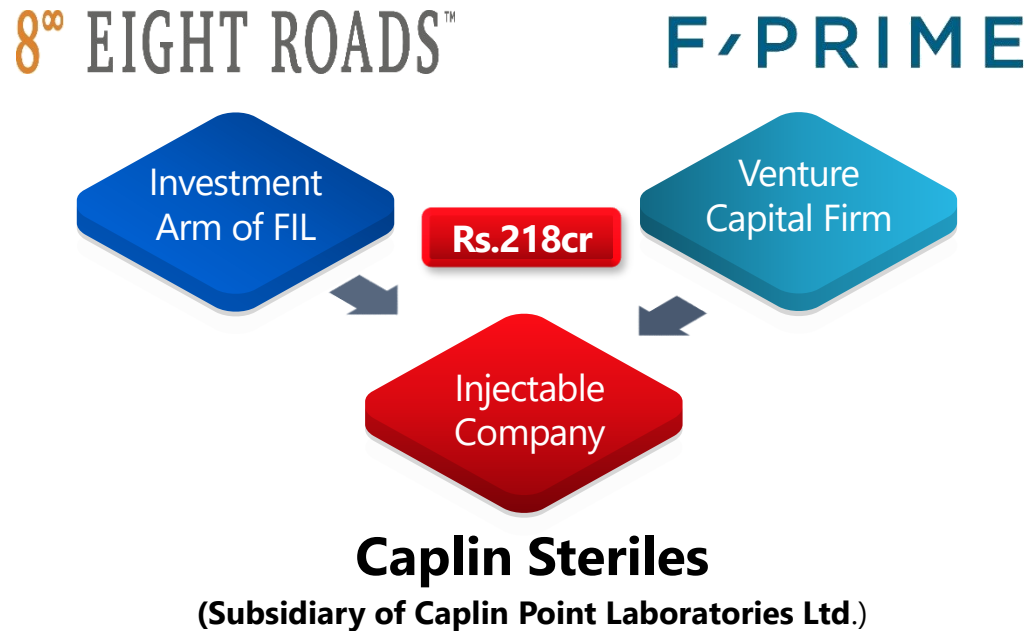 8∞ EIGHT ROADS™
F-PRIME
Investment
Arm of FIL
Venture
Capital Firm
Rs.218cr
Injectable
Company
Caplin Steriles
(Subsidiary of Caplin Point Laboratories Ltd.)